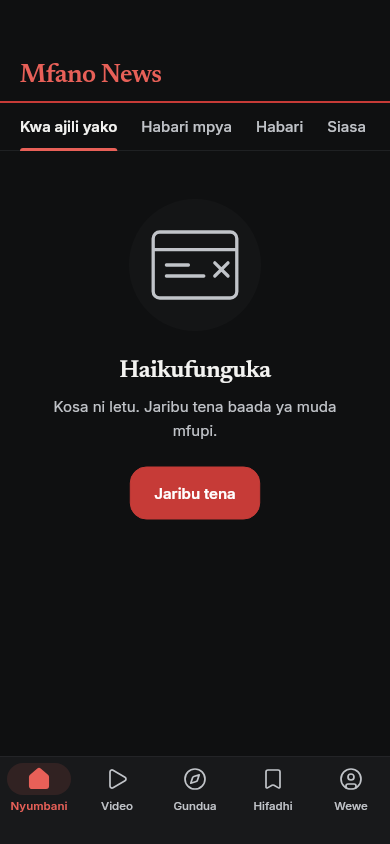 Mfano News
Kwa ajili yako
Habari mpya
Habari
Siasa
Haikufunguka
Kosa ni letu. Jaribu tena baada ya muda
mfupi.
Jaribu tena
Nyumbani
Video
Gundua
Hifadhi
Wewe